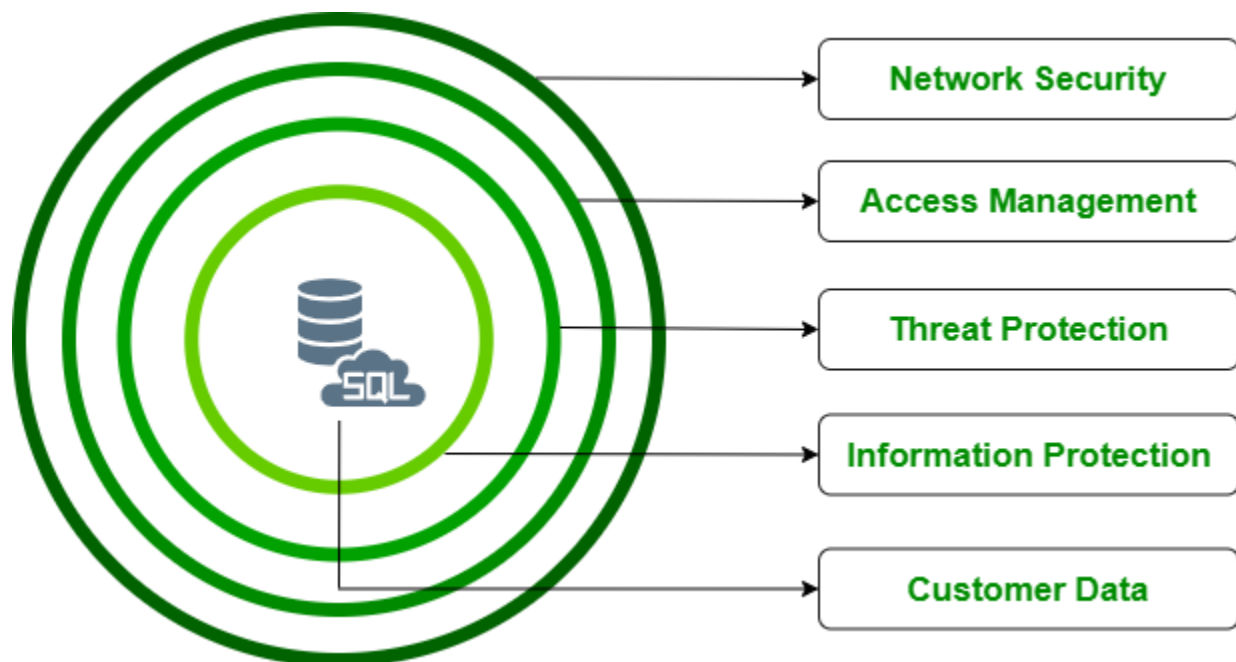 Network Security
Access Management
Threat Protection
SQL
Information Protection
Customer Data